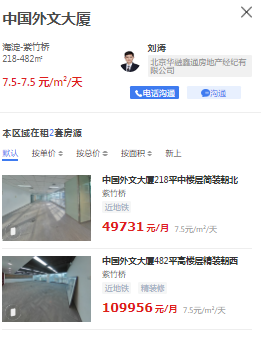 中国外文大厦
海淀-紫竹桥
218-482㎡
7.5-7.5 元/㎡/天
刘涛
北京华融鑫通房地产经纪有
限公司
电话沟通
沟通
本区域在租2套房源
默认 按单价 按总价 按面积 新上
中国外文大厦218平中楼层简装朝北
紫竹桥
近地铁
49731 元/月 7.5元/㎡/天
中国外文大厦482平高楼层精装朝西
紫竹桥
近地铁 精装修
109956 元/月 7.5元/㎡/天